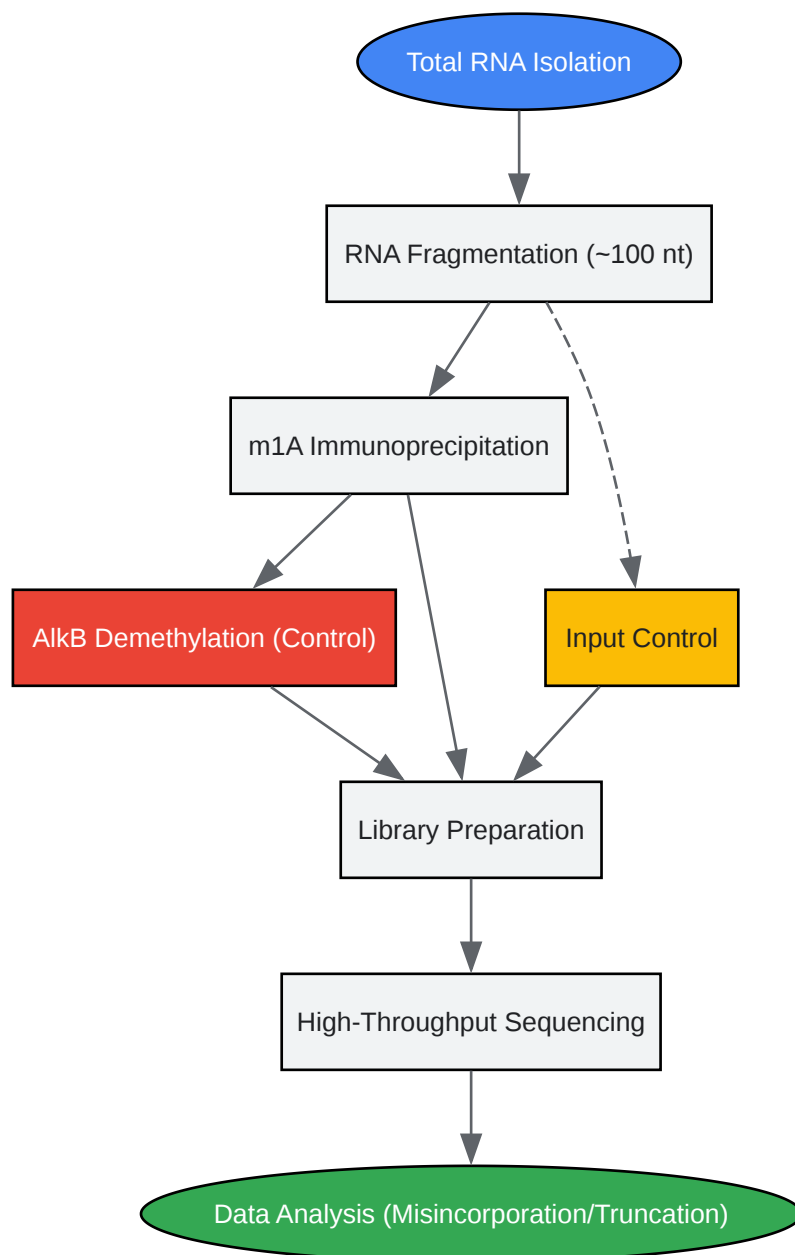 Total RNA Isolation
RNA Fragmentation (~100 nt)
m1A Immunoprecipitation
AlkB Demethylation (Control)
Input Control
Library Preparation
High-Throughput Sequencing
Data Analysis (Misincorporation/Truncation)